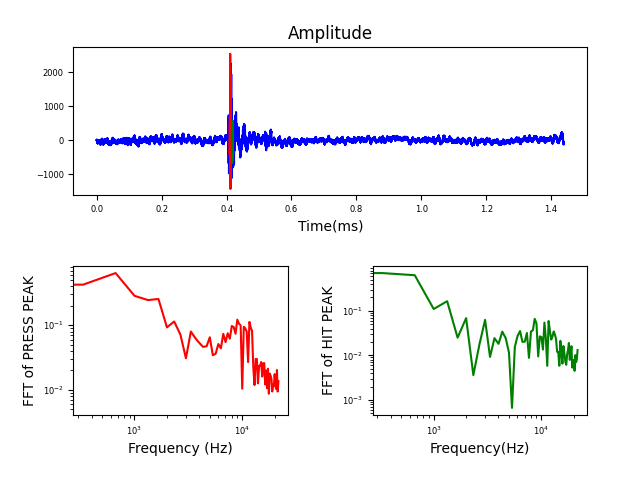 Amplitude
2000
1000
0
−1000
0.0 0.2 0.4 0.6 0.8 1.0 1.2 1.4
Time(ms)
FFT of PRESS PEAK
10⁻¹
10⁻²
10³ 10⁴
Frequency (Hz)
FFT of HIT PEAK
10⁻¹
10⁻²
10⁻³
10³ 10⁴
Frequency(Hz)